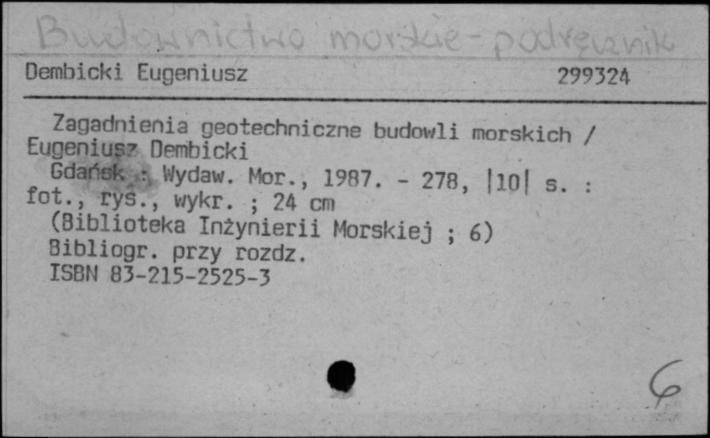 Budownictwo morskie - podręcznik
Dembicki Eugeniusz 299324
Zagadnienia geotechniczne budowli morskich /
Eugeniusz Dembicki
Gdańsk : Wydaw. Mor., 1987. - 278, |10| s. :
fot., rys., wykr. ; 24 cm
(Biblioteka Inżynierii Morskiej ; 6)
Bibliogr. przy rozdz.
ISBN 83-215-2525-3
6